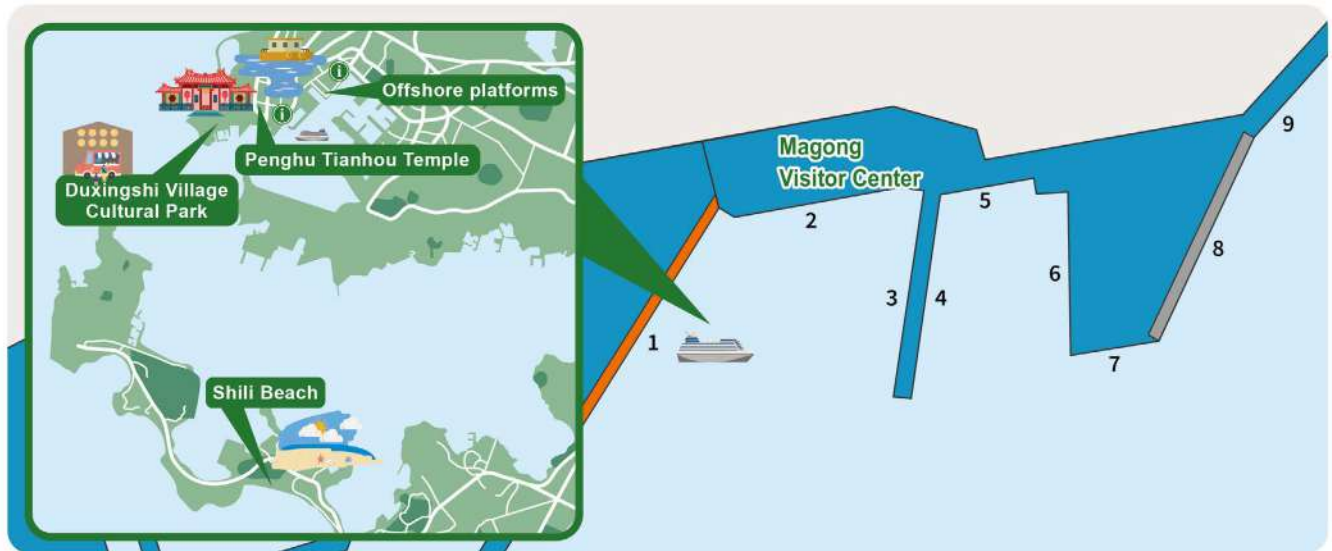 Offshore platforms
Penghu Tianhou Temple
Duxingshi Village
Cultural Park
Shili Beach
i
i
Magong
Visitor Center
1
2
3
4
5
6
7
8
9